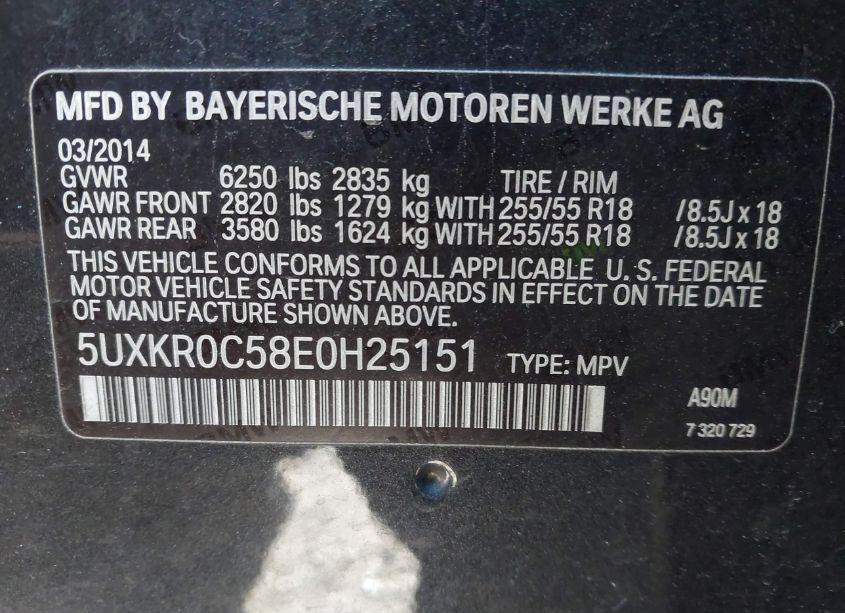 MFD BY BAYERISCHE MOTOREN WERKE AG
03/2014
GVWR 6250 lbs 2835 kg TIRE / RIM
GAWR FRONT 2820 lbs 1279 kg WITH 255/55 R18 /8.5J x 18
GAWR REAR 3580 lbs 1624 kg WITH 255/55 R18 /8.5J x 18
THIS VEHICLE CONFORMS TO ALL APPLICABLE U. S. FEDERAL
MOTOR VEHICLE SAFETY STANDARDS IN EFFECT ON THE DATE
OF MANUFACTURE SHOWN ABOVE.
5UXKR0C58E0H25151 TYPE: MPV
A90M
7 320 729